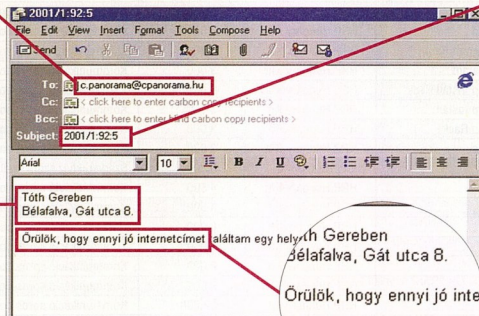 2001/1:92:5
File Edit View Insert Format Tools Compose Help
Send
To: c.panorama@cpanorama.hu
Cc: < click here to enter carbon copy recipients >
Bcc: < click here to enter blind carbon copy recipients >
Subject: 2001/1:92:5
Arial 10 B I U
Tóth Gereben
Bélafalva, Gát utca 8.
Örülök, hogy ennyi jó internetcímet találtam egy hely
th Gereben
Bélafalva, Gát utca 8.
Örülök, hogy ennyi jó inte